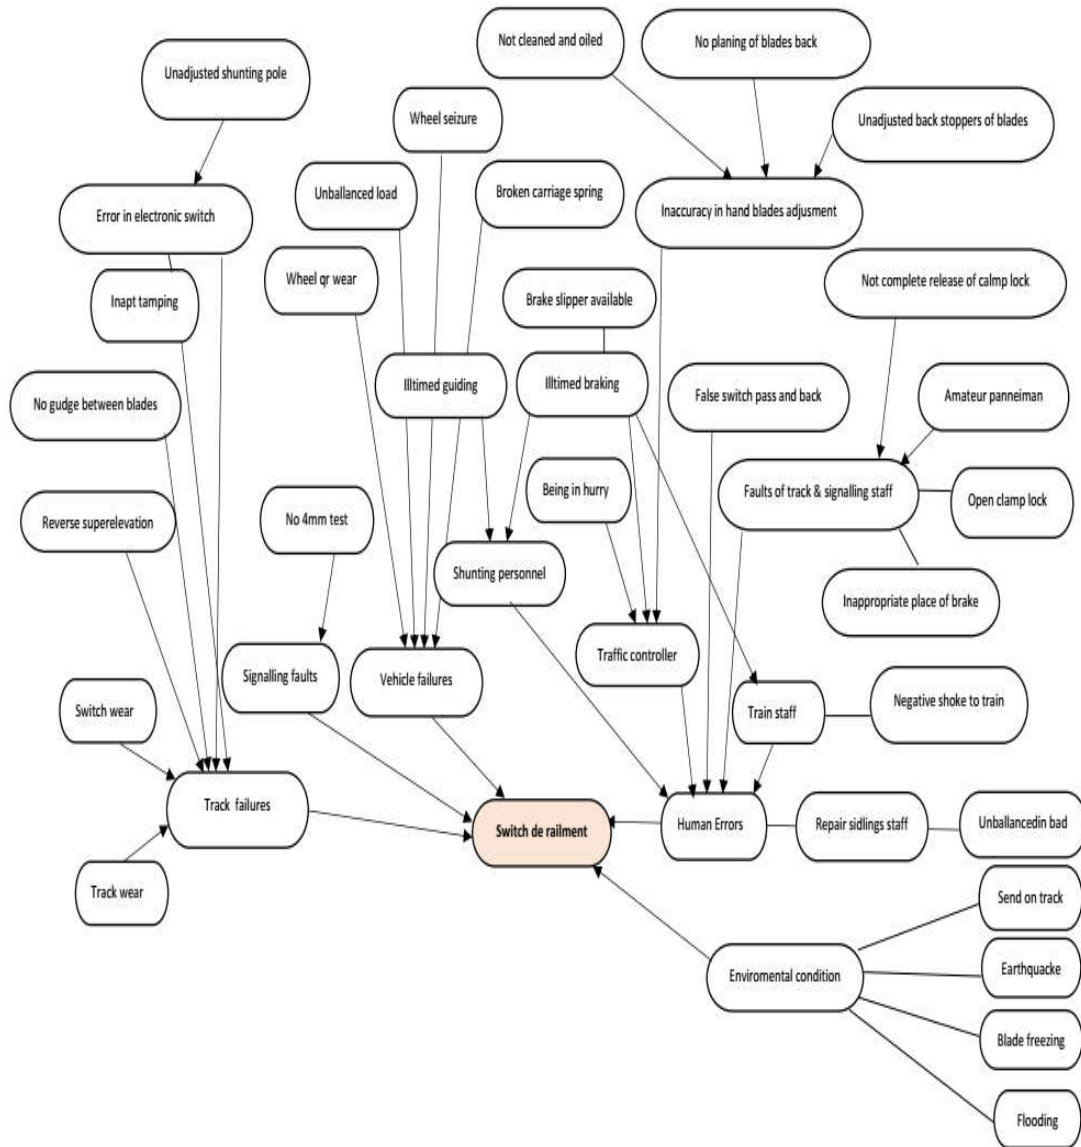 Not cleaned and oiled
No planing of blades back
Unadjusted shunting pole
Wheel seizure
Unadjusted back stoppers of blades
Unballanced load
Broken carriage spring
Error in electronic switch
Inaccuracy in hand blades adjusment
Wheel qr wear
Not complete release of calmp lock
Inapt tamping
Brake slipper available
No gudge between blades
Illtimed guiding
Illtimed braking
False switch pass and back
Amateur panneiman
Being in hurry
Faults of track & signalling staff
Open clamp lock
Reverse superelevation
No 4mm test
Shunting personnel
Inappropriate place of brake
Traffic controller
Signalling faults
Vehicle failures
Negative shoke to train
Switch wear
Train staff
Track failures
Switch de railment
Human Errors
Repair sidlings staff
Unballancedin bad
Track wear
Send on track
Enviromental condition
Earthquacke
Blade freezing
Flooding